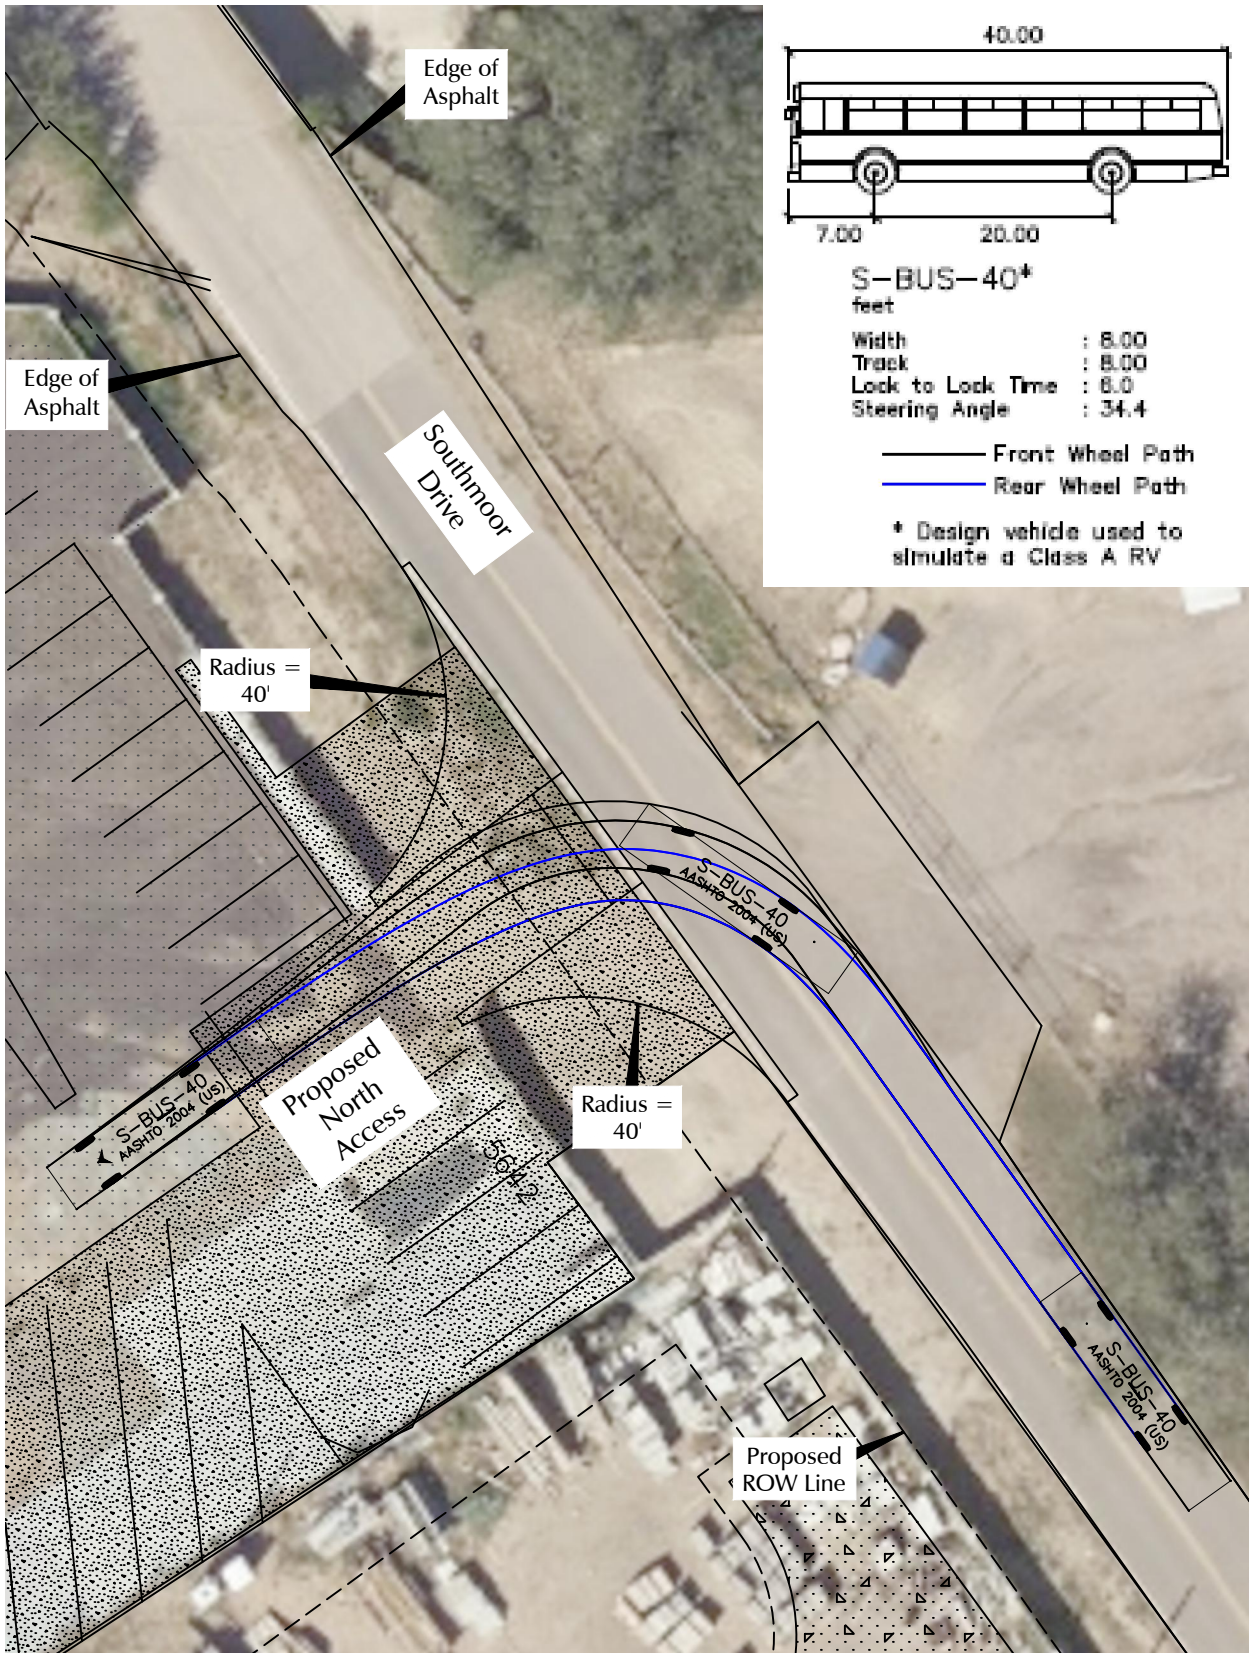 Edge of
Asphalt
40.00
7.00
20.00
S-BUS-40*
feet
Width : 8.00
Track : 8.00
Lock to Lock Time : 6.0
Steering Angle : 34.4
Front Wheel Path
Rear Wheel Path
* Design vehicle used to
simulate a Class A RV
Edge of
Asphalt
Southmoor
Drive
Radius =
40'
S-BUS-40
AASHTO 2004 (US)
Proposed
North
Access
S-BUS-40
AASHTO 2004 (US)
Radius =
40'
S-BUS-40
AASHTO 2004 (US)
Proposed
ROW Line